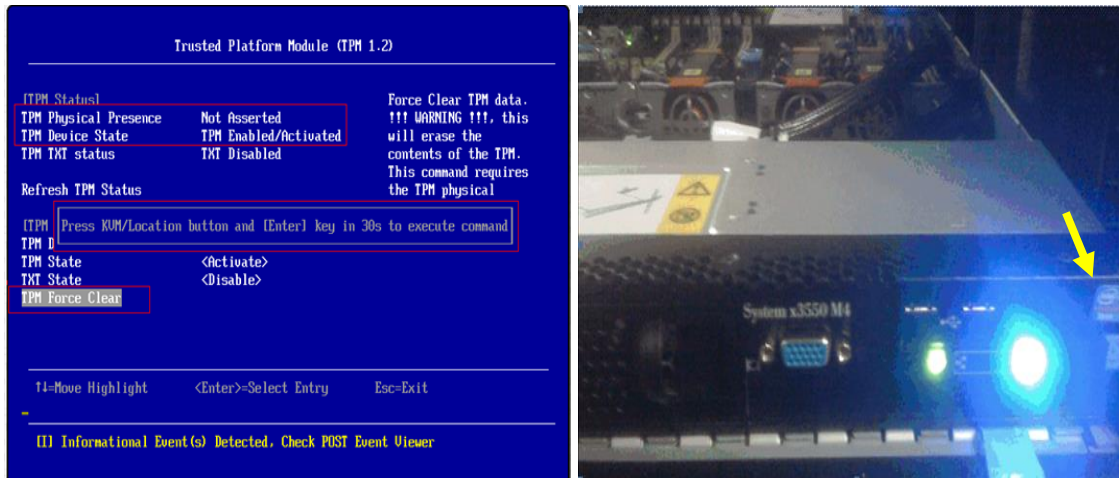 Trusted Platform Module (TPM 1.2)
[TPM Status]
TPM Physical Presence Not Asserted
TPM Device State TPM Enabled/Activated
TPM TXT status TXT Disabled
Refresh TPM Status
Force Clear TPM data.
!!! WARNING !!!, this
will erase the
contents of the TPM.
This command requires
the TPM physical
[TPM
Press KVM/Location button and [Enter] key in 30s to execute command
TPM D
TPM State <Activate>
TXT State <Disable>
TPM Force Clear
↑↓=Move Highlight <Enter>=Select Entry Esc=Exit
[I] Informational Event(s) Detected, Check POST Event Viewer
System x3550 M4